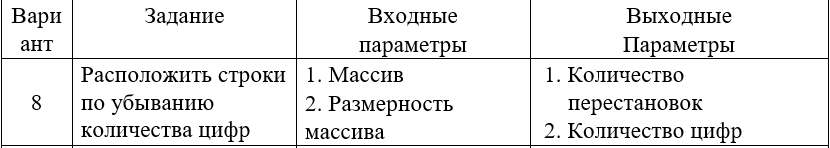 Вари
ант
Задание
Входные
параметры
Выходные
Параметры
8
Расположить строки
по убыванию
количества цифр
1. Массив
2. Размерность
массива
1. Количество
перестановок
2. Количество цифр